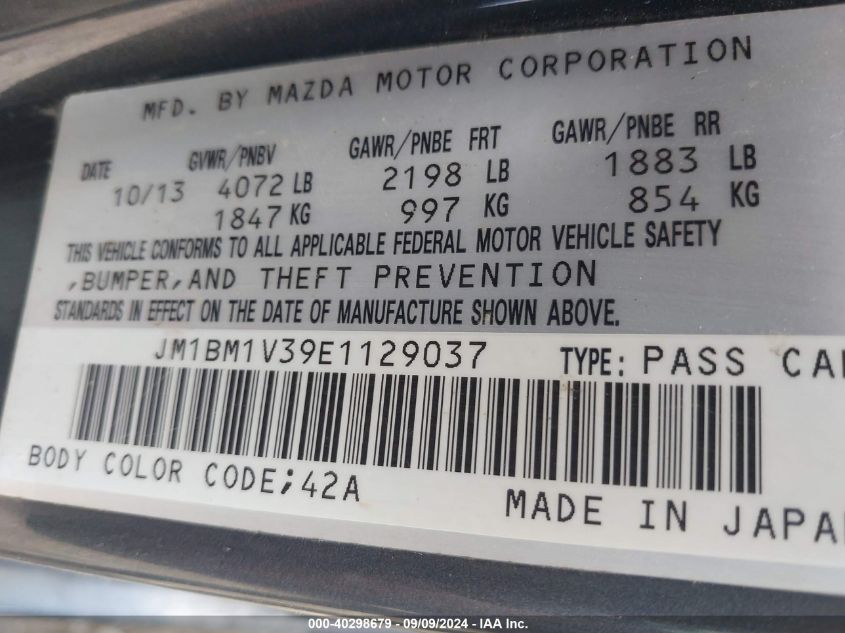 MFD. BY MAZDA MOTOR CORPORATION
DATE GVWR/PNBV GAWR/PNBE FRT GAWR/PNBE RR
10/13 4072 LB 2198 LB 1883 LB
1847 KG 997 KG 854 KG
THIS VEHICLE CONFORMS TO ALL APPLICABLE FEDERAL MOTOR VEHICLE SAFETY
,BUMPER,AND THEFT PREVENTION
STANDARDS IN EFFECT ON THE DATE OF MANUFACTURE SHOWN ABOVE.
JM1BM1V39E1129037 TYPE: PASS CA
BODY COLOR CODE;42A
MADE IN JAPA
000-40298679 - 09/09/2024 - IAA Inc.